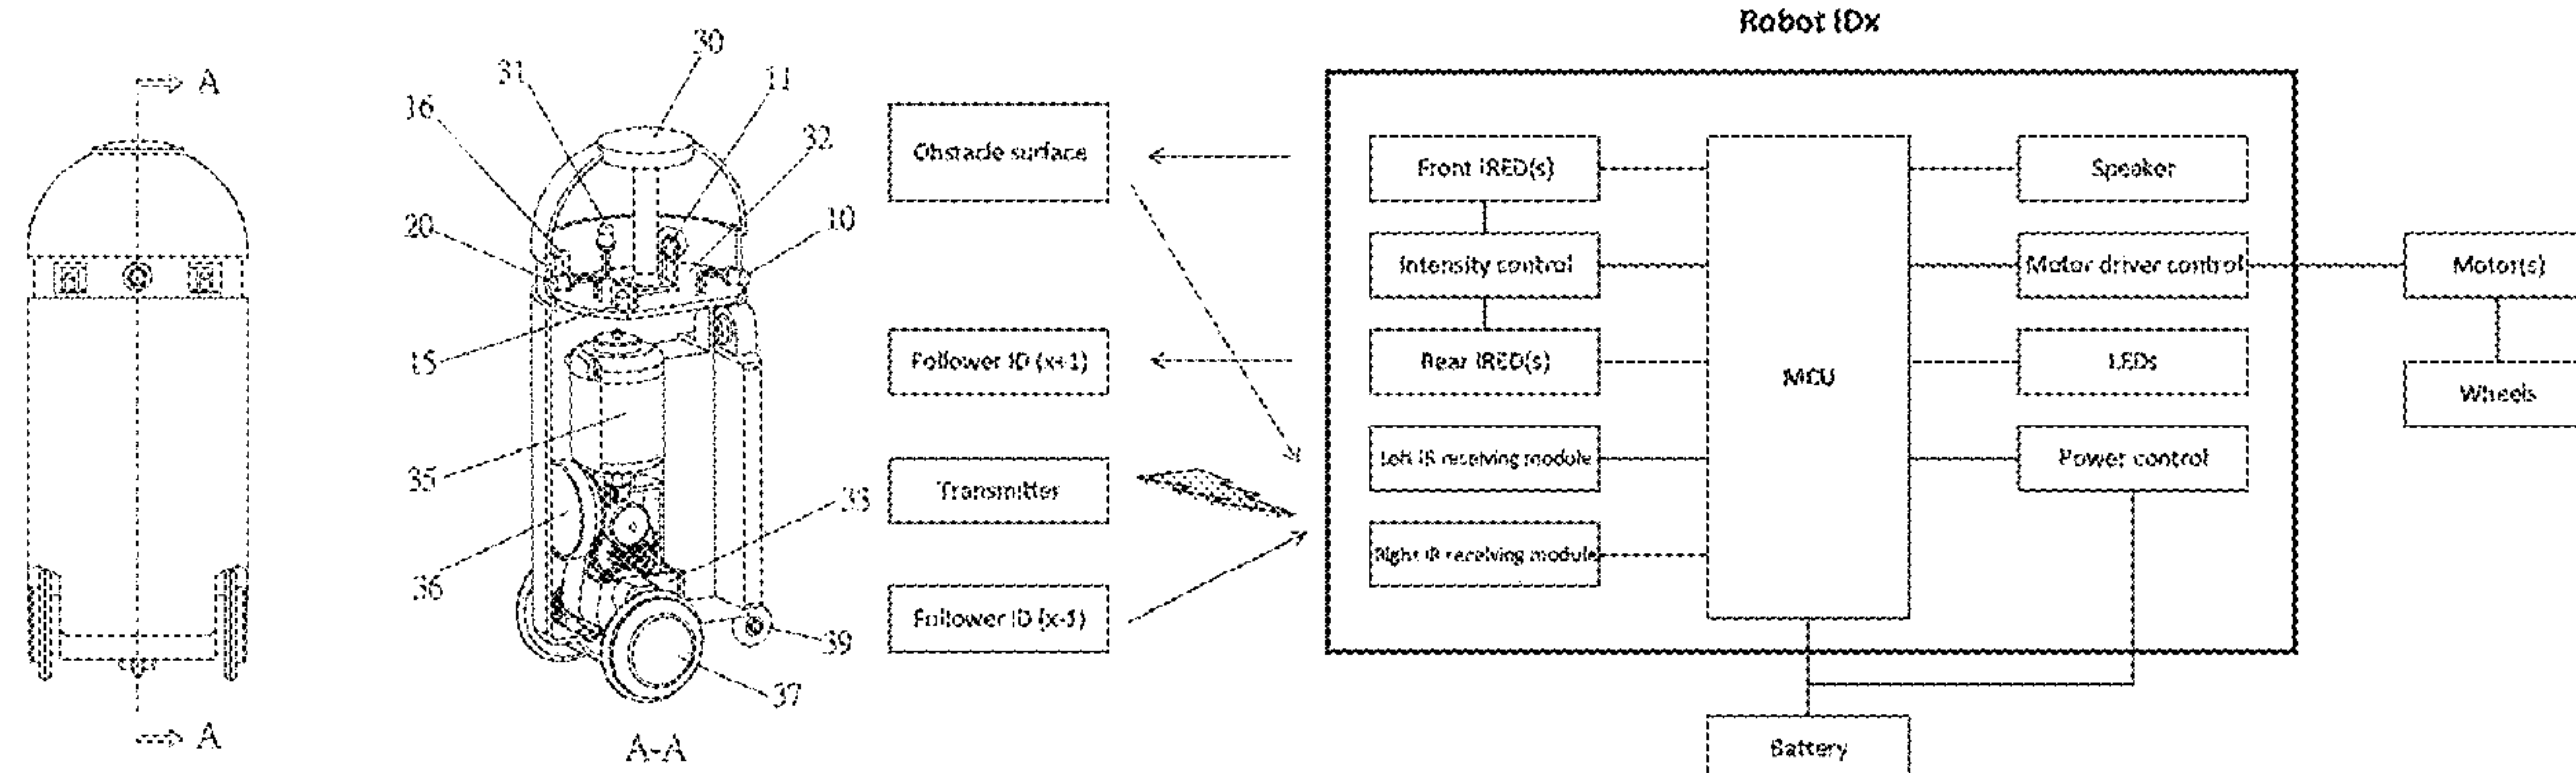 A
A
30
31
11
16
32
20
10
15
35
33
36
39
37
A-A
Robot IDx
Obstacle surface
Follower ID (x+1)
Transmitter
Follower ID (x-1)
Front IRED(s)
Intensity control
Rear IRED(s)
Left IR receiving module
Right IR receiving module
MCU
Speaker
Motor driver control
LEDs
Power control
Motor(s)
Wheels
Battery